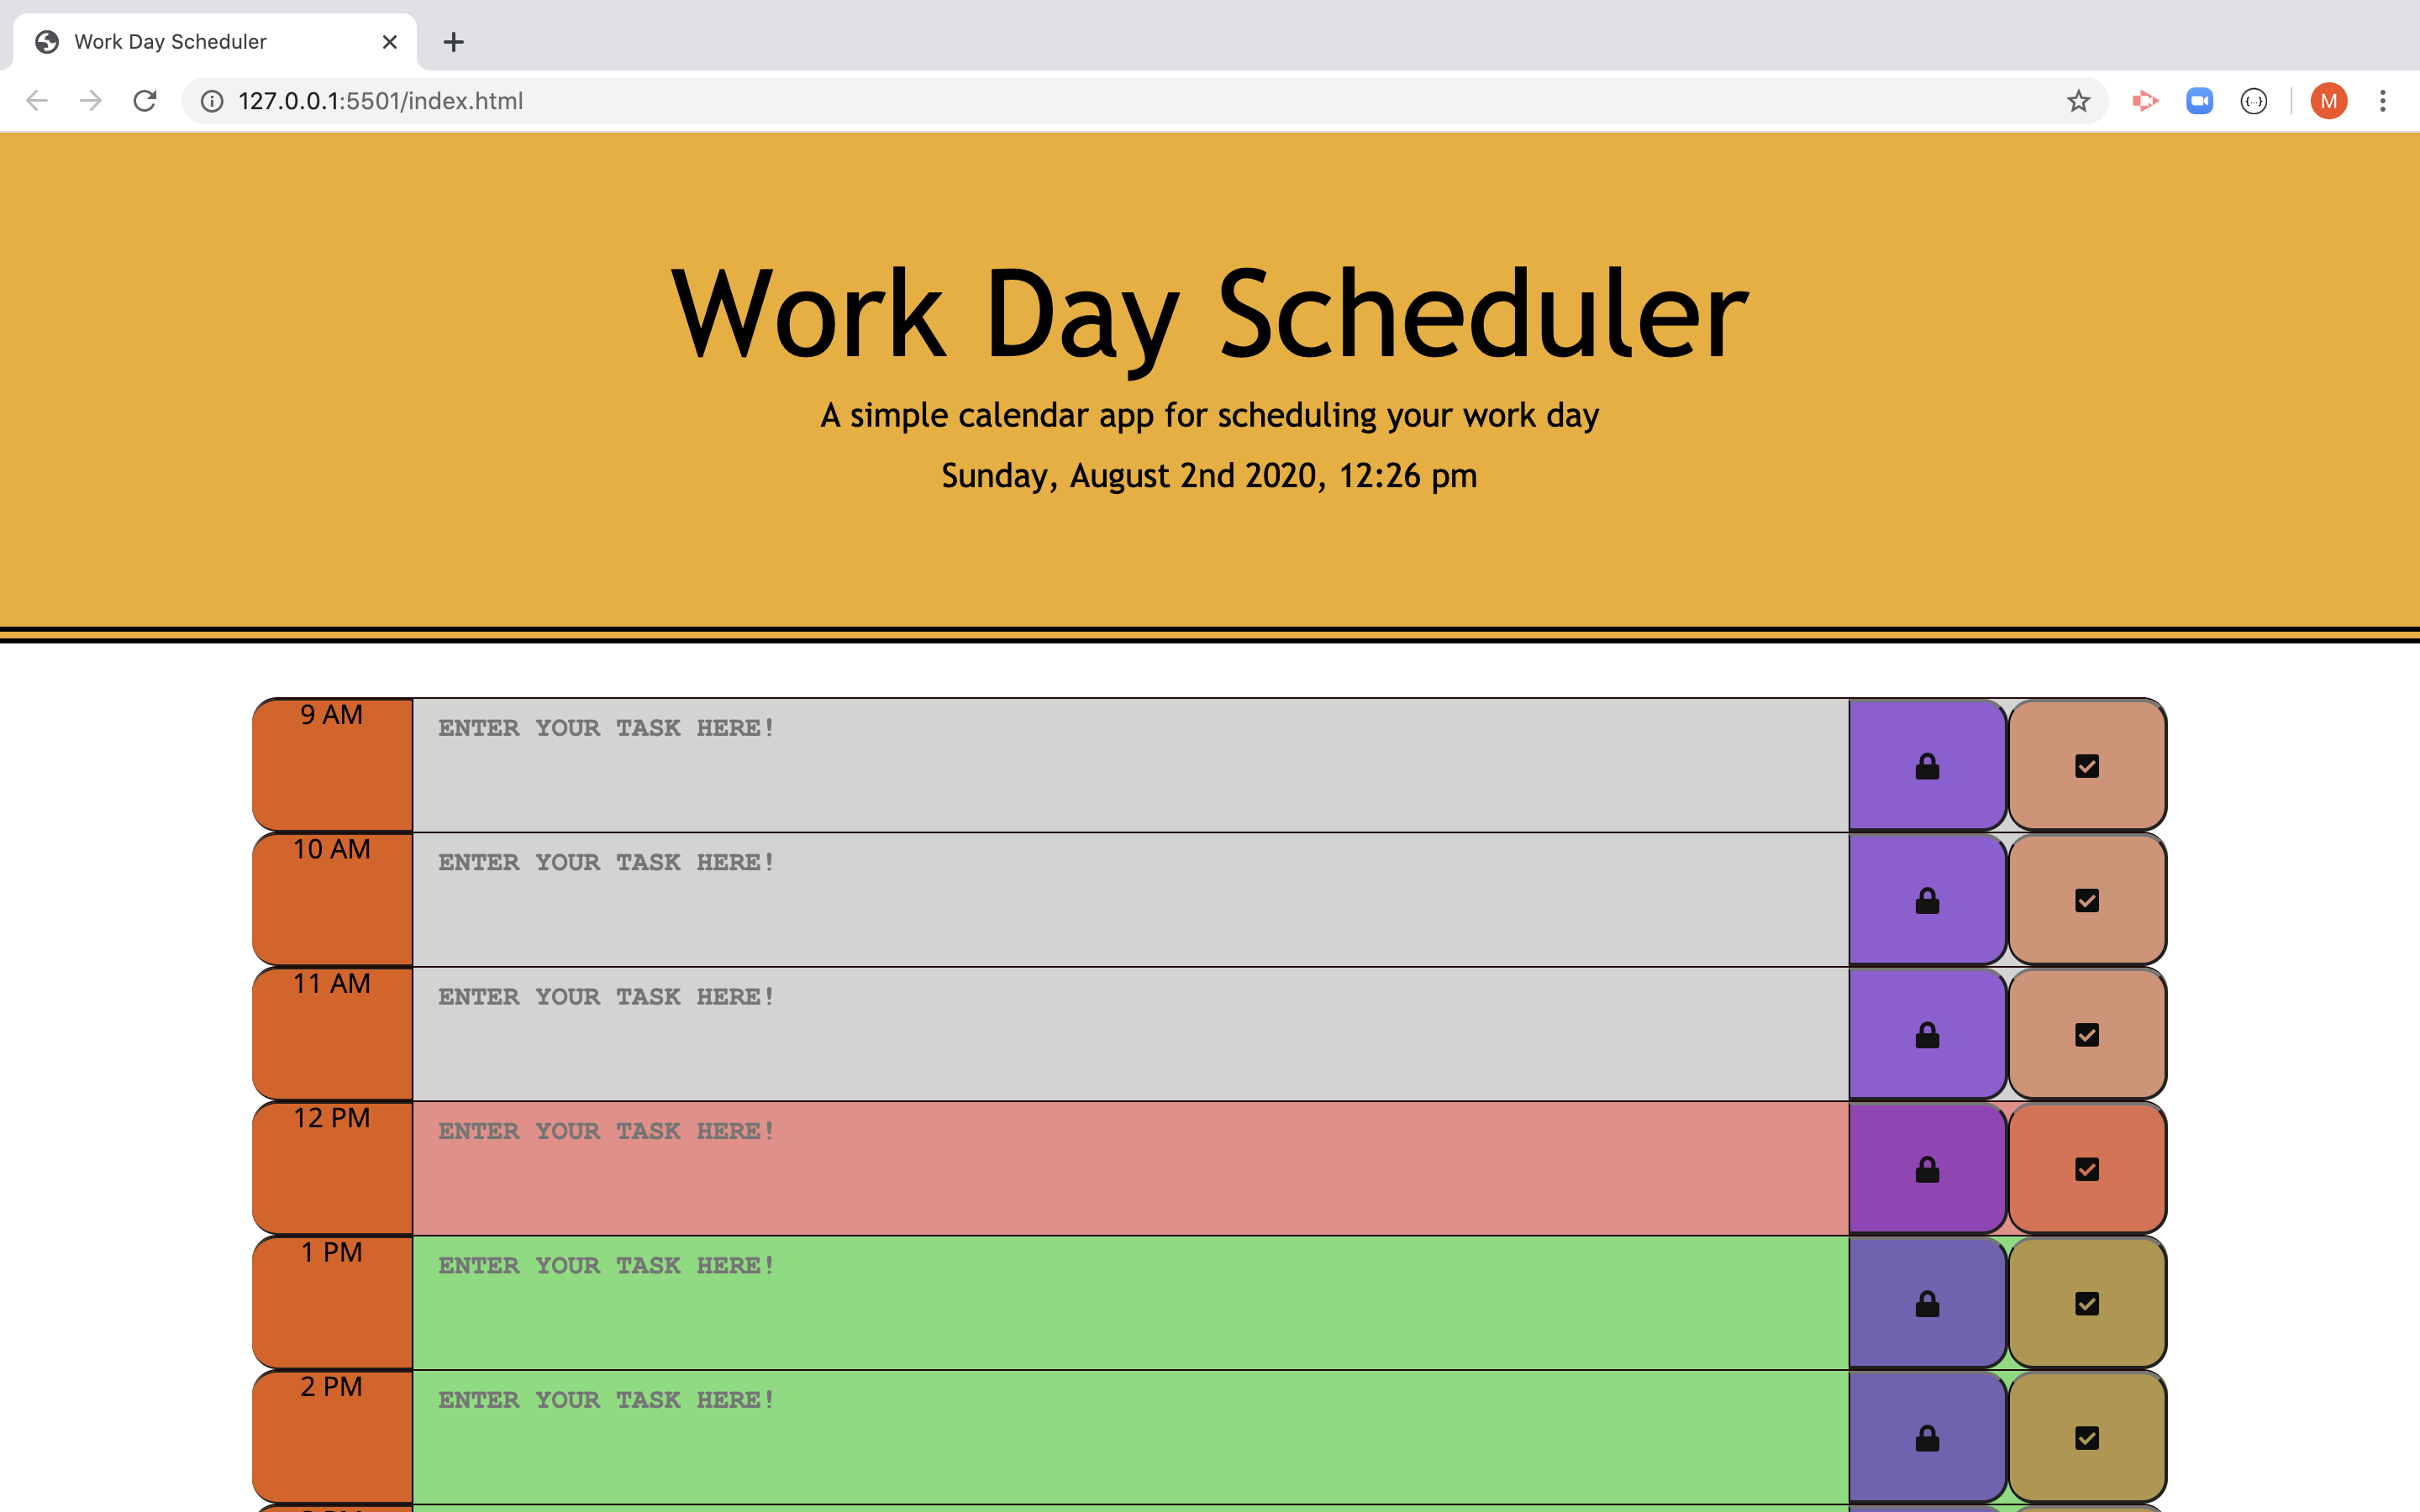 Work Day Scheduler
127.0.0.1:5501/index.html
M
Work Day Scheduler
A simple calendar app for scheduling your work day
Sunday, August 2nd 2020, 12:26 pm
9 AM ENTER YOUR TASK HERE!
10 AM ENTER YOUR TASK HERE!
11 AM ENTER YOUR TASK HERE!
12 PM ENTER YOUR TASK HERE!
1 PM ENTER YOUR TASK HERE!
2 PM ENTER YOUR TASK HERE!